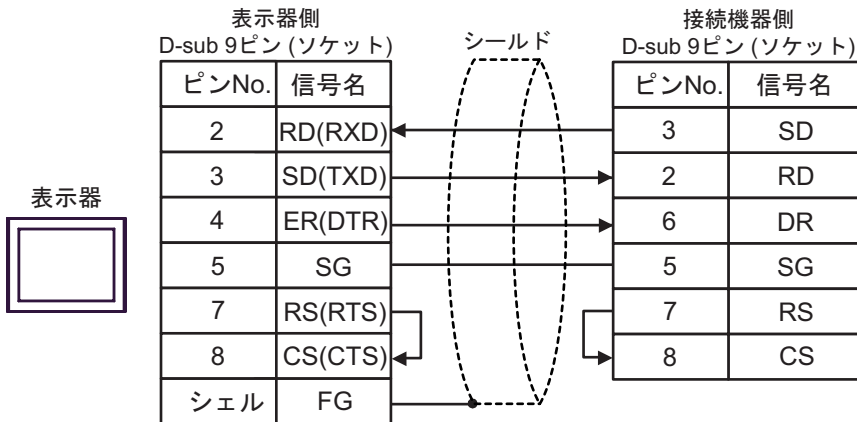 表示器側
D-sub 9ピン (ソケット)
シールド
接続機器側
D-sub 9ピン (ソケット)
ピンNo. 信号名
2 RD(RXD)
3 SD(TXD)
4 ER(DTR)
5 SG
7 RS(RTS)
8 CS(CTS)
シェル FG
表示器
ピンNo. 信号名
3 SD
2 RD
6 DR
5 SG
7 RS
8 CS